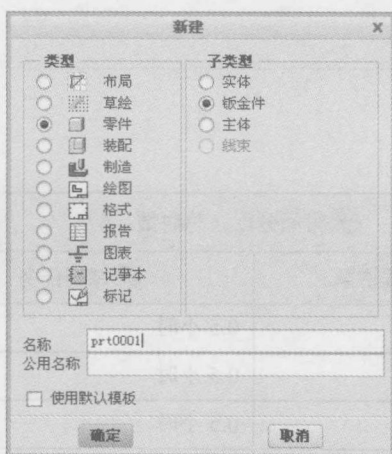 新建
类型
布局
草绘
零件
装配
制造
绘图
格式
报告
图表
记事本
标记
子类型
实体
钣金件
主体
线束
名称 prt0001
公用名称
使用默认模板
确定 取消